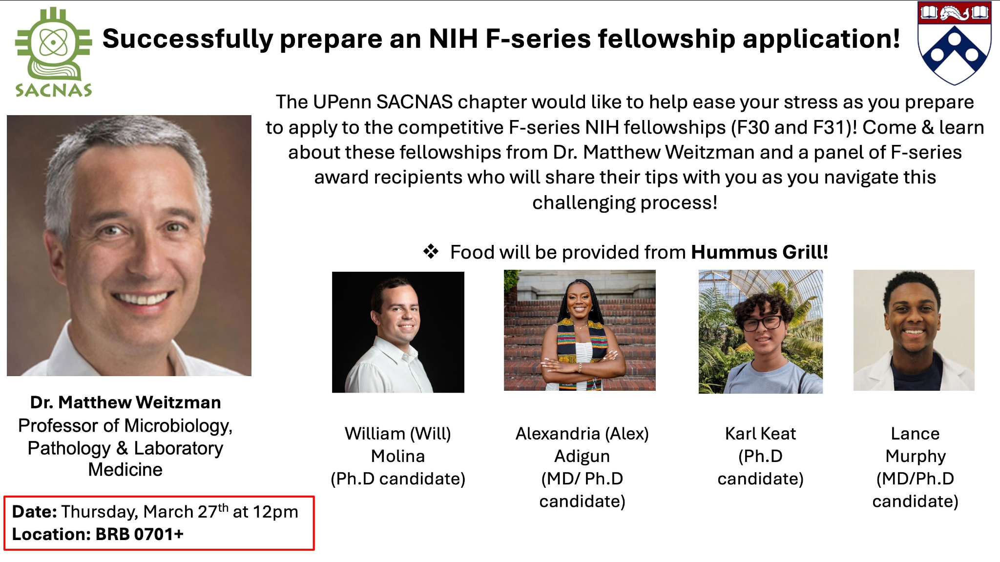 SACNAS
Successfully prepare an NIH F-series fellowship application!
The UPenn SACNAS chapter would like to help ease your stress as you prepare
to apply to the competitive F-series NIH fellowships (F30 and F31)! Come & learn
about these fellowships from Dr. Matthew Weitzman and a panel of F-series
award recipients who will share their tips with you as you navigate this
challenging process!
❖ Food will be provided from Hummus Grill!
Dr. Matthew Weitzman
Professor of Microbiology,
Pathology & Laboratory
Medicine
William (Will)
Molina
(Ph.D candidate)
Alexandria (Alex)
Adigun
(MD/ Ph.D
candidate)
Karl Keat
(Ph.D
candidate)
Lance
Murphy
(MD/Ph.D
candidate)
Date: Thursday, March 27th at 12pm
Location: BRB 0701+